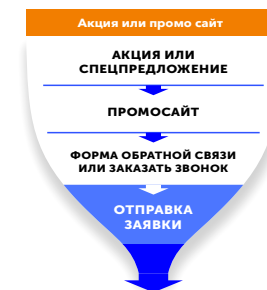 Акция или промо сайт
АКЦИЯ ИЛИ
СПЕЦПРЕДЛОЖЕНИЕ
ПРОМОСАЙТ
ФОРМА ОБРАТНОЙ СВЯЗИ
ИЛИ ЗАКАЗАТЬ ЗВОНОК
ОТПРАВКА
ЗАЯВКИ